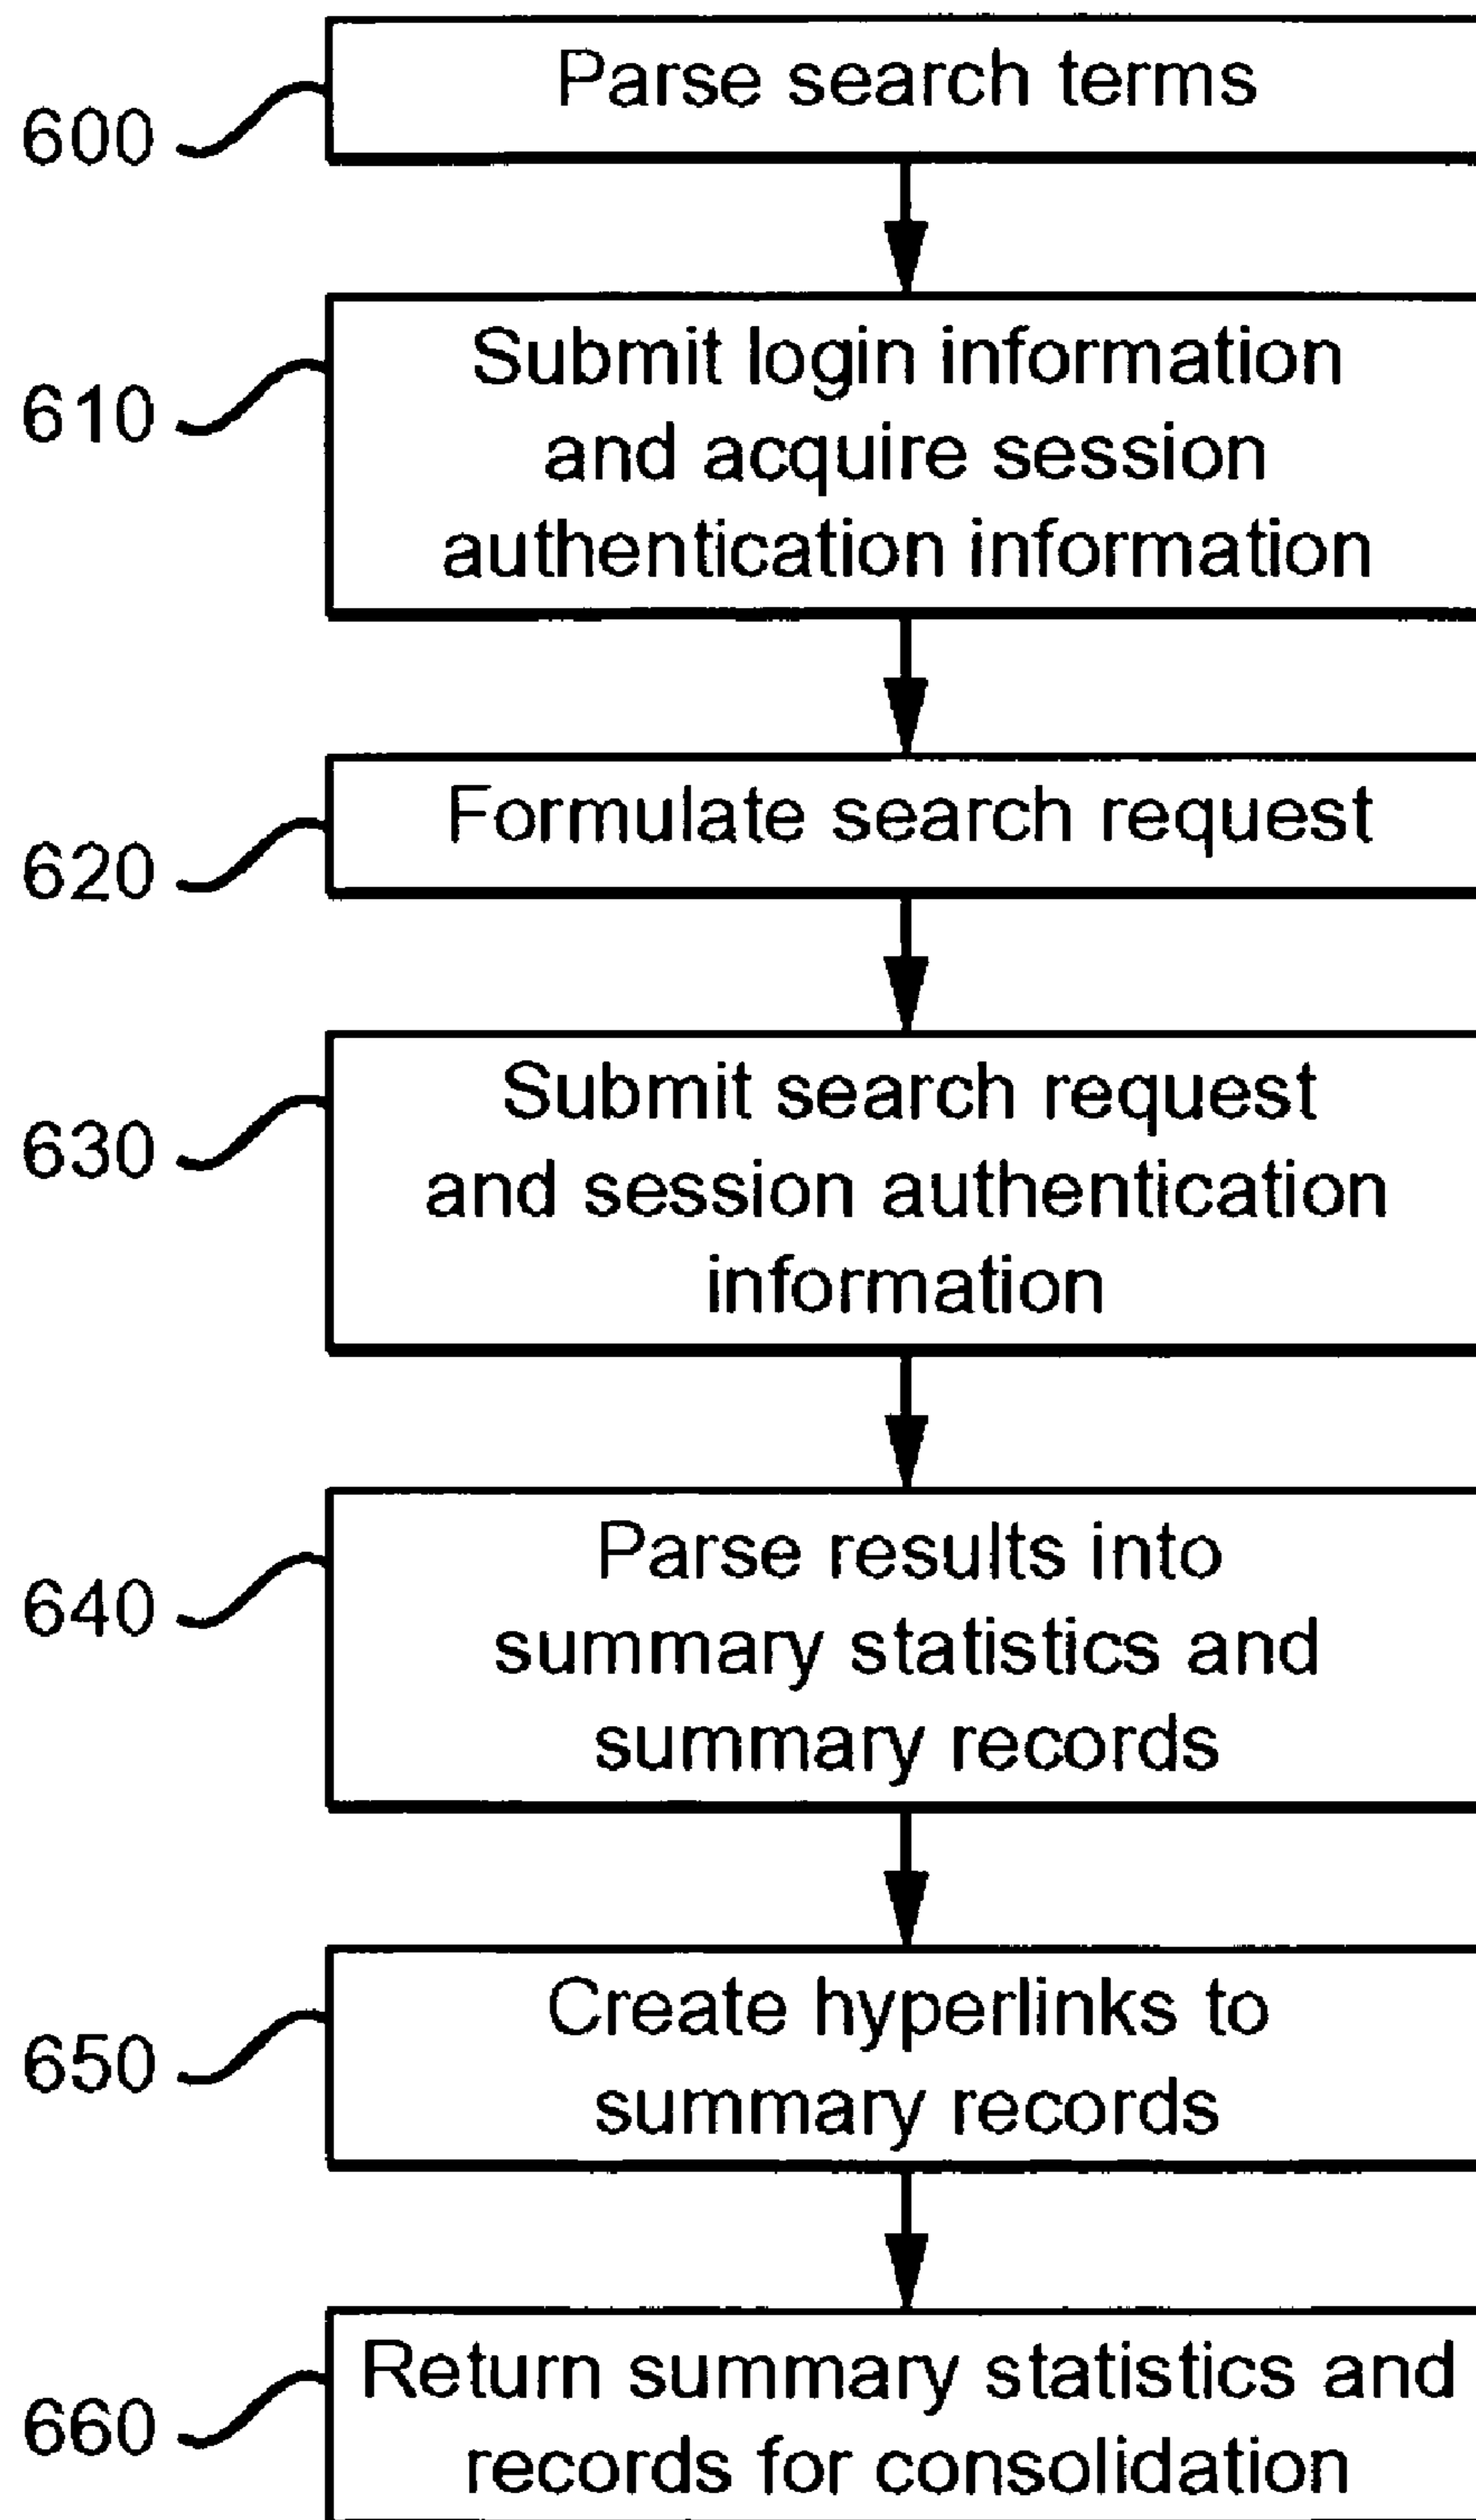 600
Parse search terms
610
Submit login information
and acquire session
authentication information
620
Formulate search request
630
Submit search request
and session authentication
information
640
Parse results into
summary statistics and
summary records
650
Create hyperlinks to
summary records
660
Return summary statistics and
records for consolidation